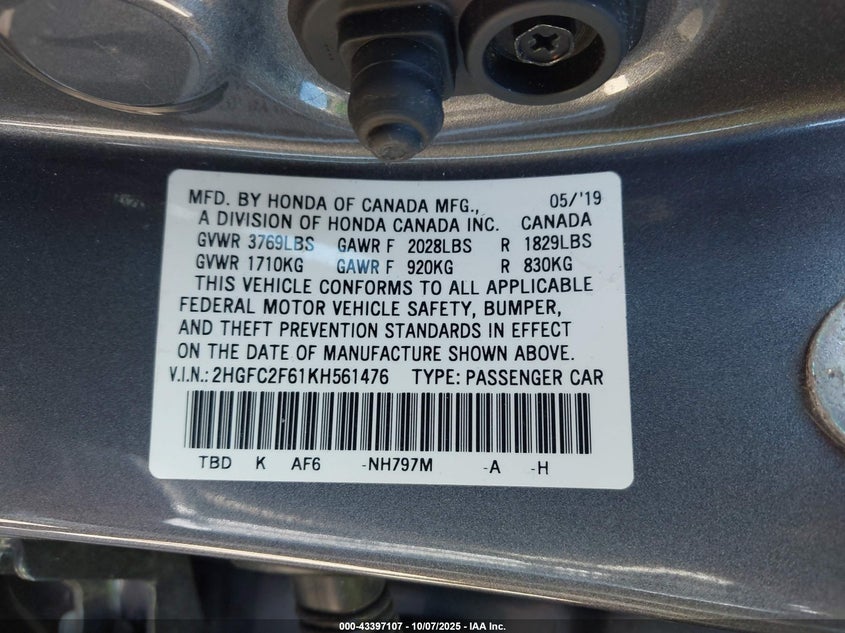 MFD. BY HONDA OF CANADA MFG., 05/'19
A DIVISION OF HONDA CANADA INC. CANADA
GVWR 3769LBS GAWR F 2028LBS R 1829LBS
GVWR 1710KG GAWR F 920KG R 830KG
THIS VEHICLE CONFORMS TO ALL APPLICABLE
FEDERAL MOTOR VEHICLE SAFETY, BUMPER,
AND THEFT PREVENTION STANDARDS IN EFFECT
ON THE DATE OF MANUFACTURE SHOWN ABOVE.
V.I.N.: 2HGFC2F61KH561476 TYPE: PASSENGER CAR
TBD K AF6 -NH797M -A -H
000-43397107 - 10/07/2025 - IAA Inc.